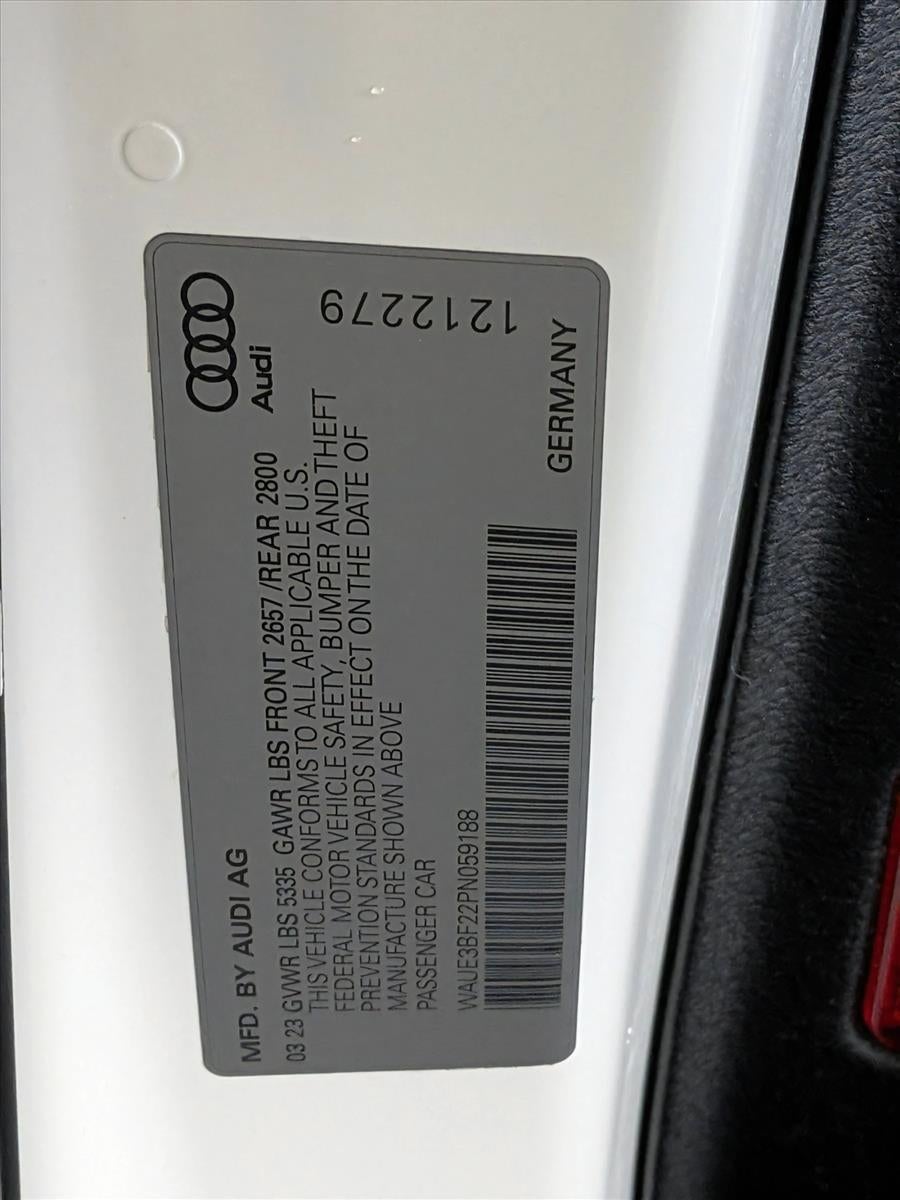 MFD. BY AUDI AG
Audi
03 23 GVWR LBS 5335 GAWR LBS FRONT 2657 /REAR 2800
THIS VEHICLE CONFORMS TO ALL APPLICABLE U.S.
FEDERAL MOTOR VEHICLE SAFETY, BUMPER AND THEFT
PREVENTION STANDARDS IN EFFECT ON THE DATE OF
MANUFACTURE SHOWN ABOVE
PASSENGER CAR
WAUE3BF22PN059188
GERMANY
1212279